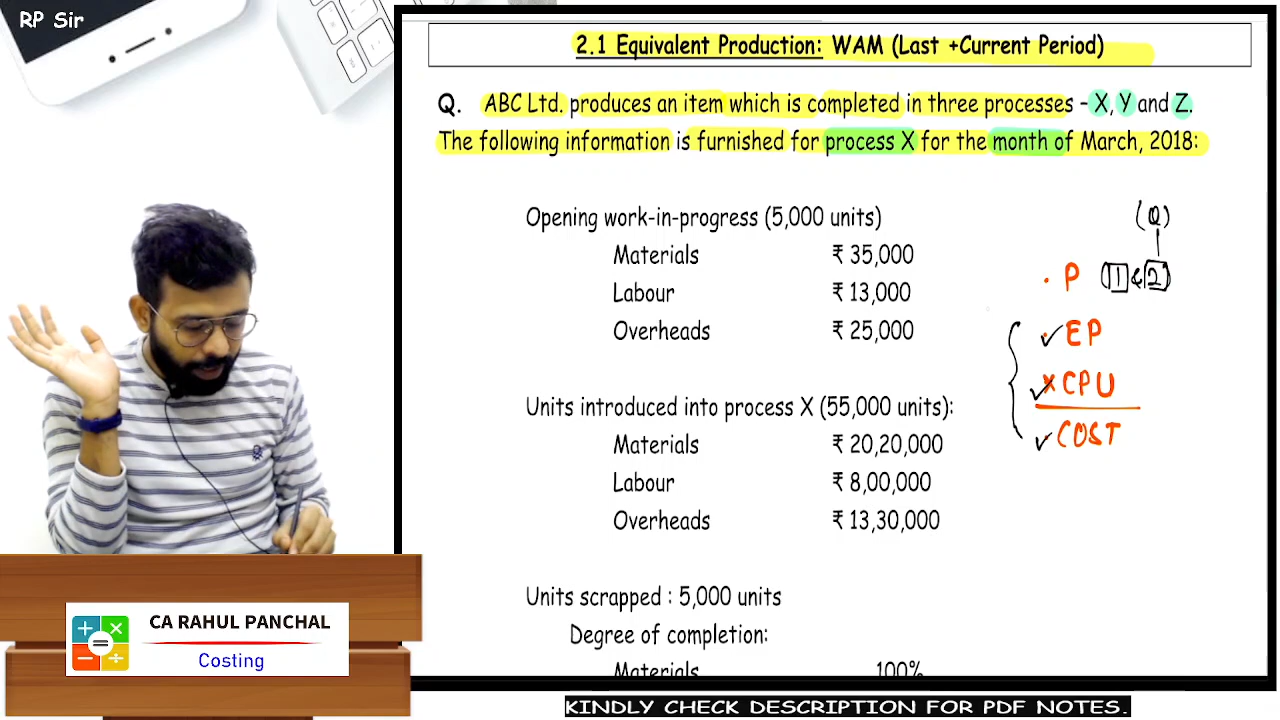 RP Sir
2.1 Equivalent Production: WAM (Last +Current Period)
Q. ABC Ltd. produces an item which is completed in three processes – X, Y and Z.
The following information is furnished for process X for the month of March, 2018:
Opening work-in-progress (5,000 units)
Materials ₹ 35,000
Labour ₹ 13,000
Overheads ₹ 25,000
(Q)
• P (1 & 2)
EP
CPU
COST
Units introduced into process X (55,000 units):
Materials ₹ 20,20,000
Labour ₹ 8,00,000
Overheads ₹ 13,30,000
Units scrapped : 5,000 units
Degree of completion:
Materials 100%
CA RAHUL PANCHAL
Costing
KINDLY CHECK DESCRIPTION FOR PDF NOTES.